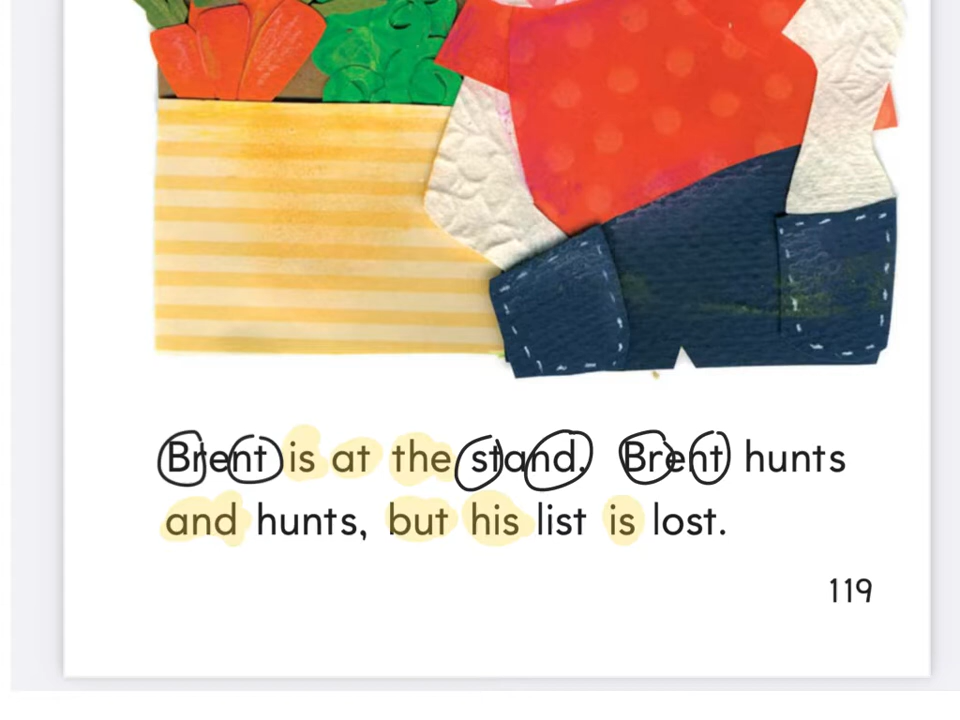 Brent is at the stand. Brent hunts
and hunts, but his list is lost.
119